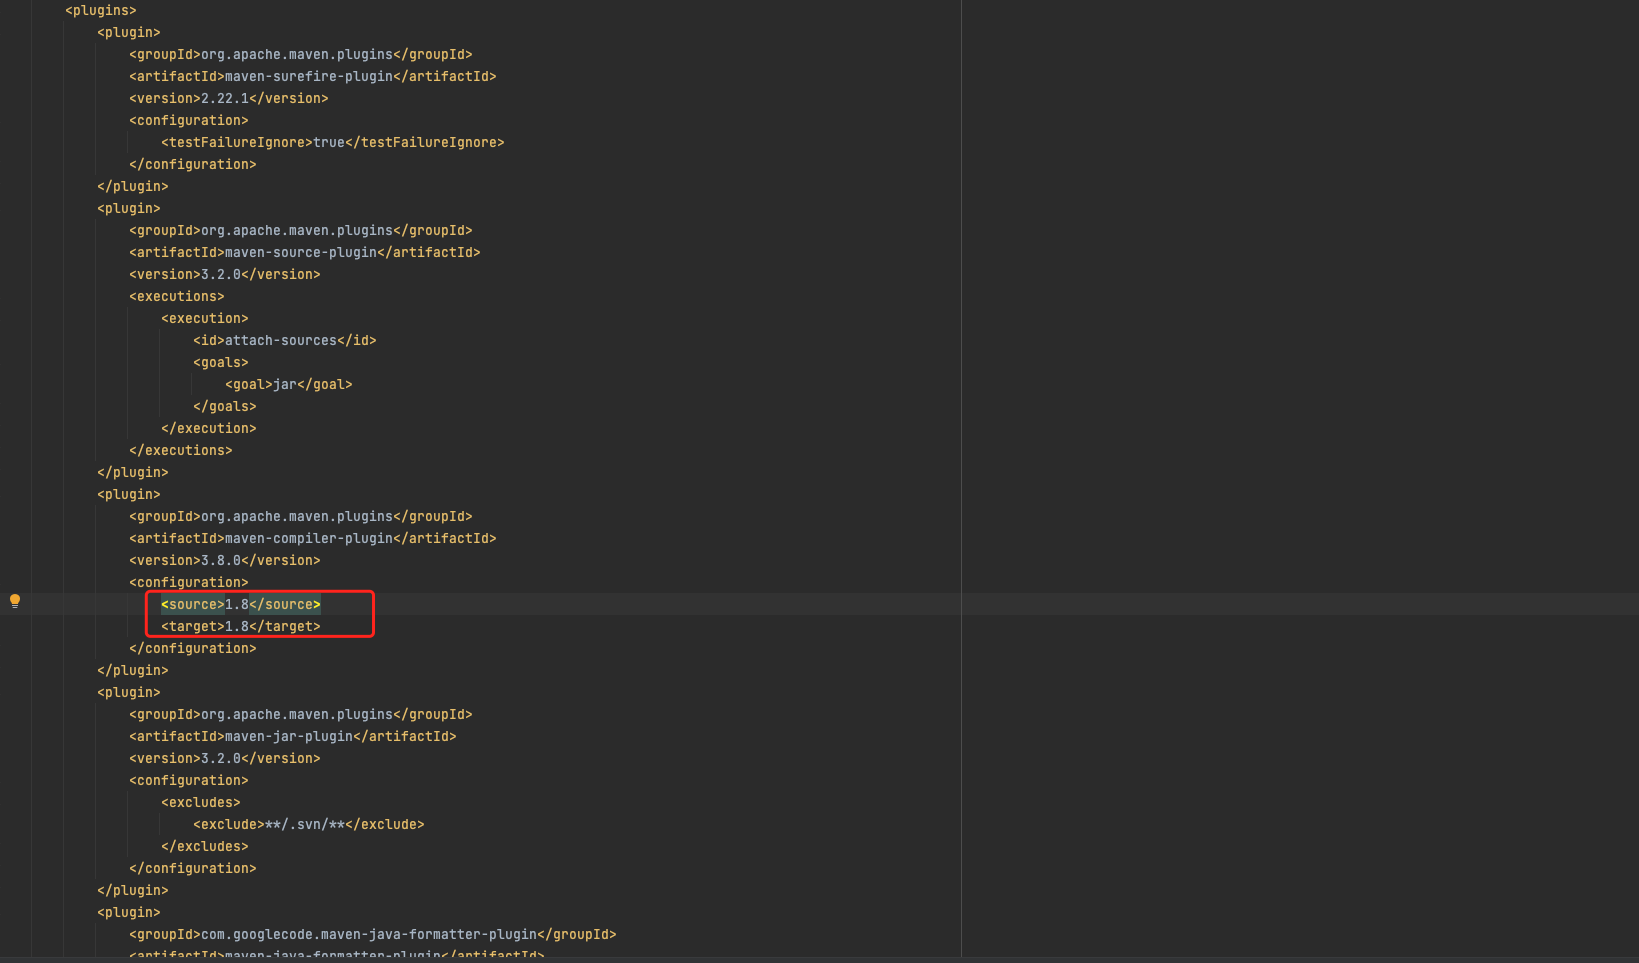 <plugins>
<plugin>
<groupId>org.apache.maven.plugins</groupId>
<artifactId>maven-surefire-plugin</artifactId>
<version>2.22.1</version>
<configuration>
<testFailureIgnore>true</testFailureIgnore>
</configuration>
</plugin>
<plugin>
<groupId>org.apache.maven.plugins</groupId>
<artifactId>maven-source-plugin</artifactId>
<version>3.2.0</version>
<executions>
<execution>
<id>attach-sources</id>
<goals>
<goal>jar</goal>
</goals>
</execution>
</executions>
</plugin>
<plugin>
<groupId>org.apache.maven.plugins</groupId>
<artifactId>maven-compiler-plugin</artifactId>
<version>3.8.0</version>
<configuration>
<source>1.8</source>
<target>1.8</target>
</configuration>
</plugin>
<plugin>
<groupId>org.apache.maven.plugins</groupId>
<artifactId>maven-jar-plugin</artifactId>
<version>3.2.0</version>
<configuration>
<excludes>
<exclude>**/.svn/**</exclude>
</excludes>
</configuration>
</plugin>
<plugin>
<groupId>com.googlecode.maven-java-formatter-plugin</groupId>
<artifactId>maven-java-formatter-plugin</artifactId>